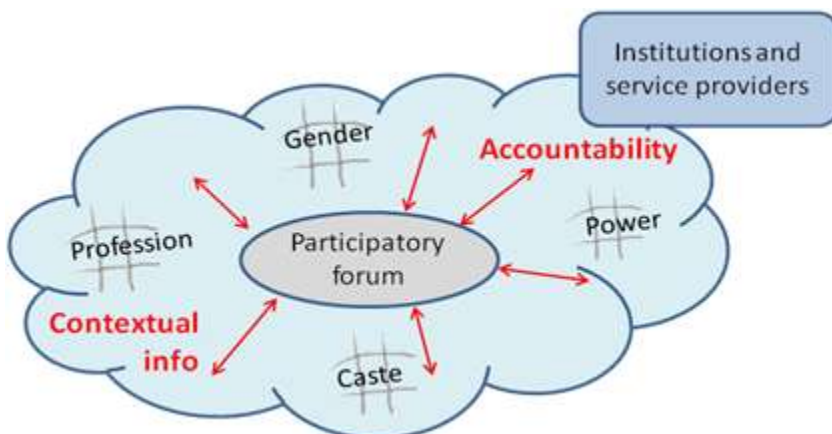 Institutions and
service providers
Gender
Accountability
Profession
Participatory
forum
Power
Contextual
info
Caste